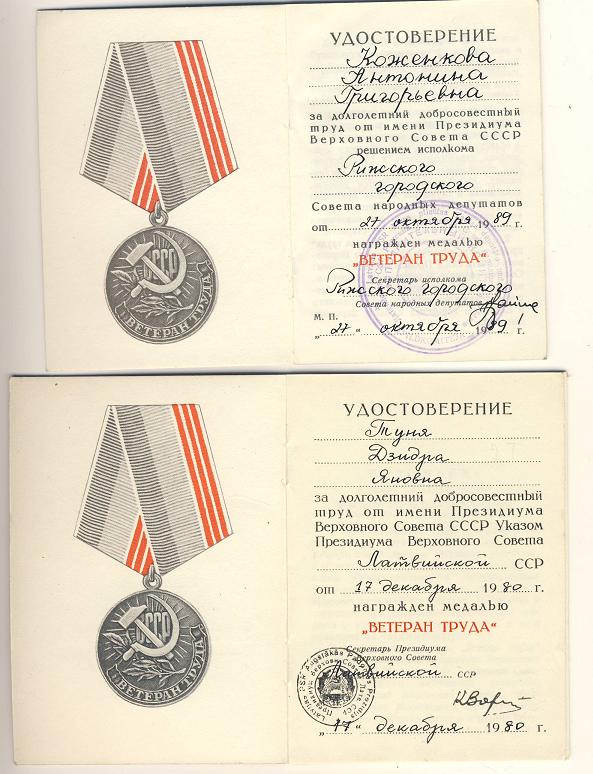 СССР
ВЕТЕРАН ТРУДА
УДОСТОВЕРЕНИЕ
Коженкова
Антонина
Григорьевна
за долголетний добросовестный
труд от имени Президиума
Верховного Совета СССР
решением исполкома
Рижского
городского
Совета народных депутатов
от 27 октября 1989 г.
награжден медалью
„ВЕТЕРАН ТРУДА“
Секретарь исполкома
Рижского городского
Совета народных депутатов
М. П.
„27“ октября 1989 г.
СССР
ВЕТЕРАН ТРУДА
УДОСТОВЕРЕНИЕ
Туня
Дзидра
Яновна
за долголетний добросовестный
труд от имени Президиума
Верховного Совета СССР Указом
Президиума Верховного Совета
Латвийской ССР
от 17 декабря 1980 г.
награжден медалью
„ВЕТЕРАН ТРУДА“
Секретарь Президиума
Верховного Совета
Латвийской ССР
„17“ декабря 1980 г.